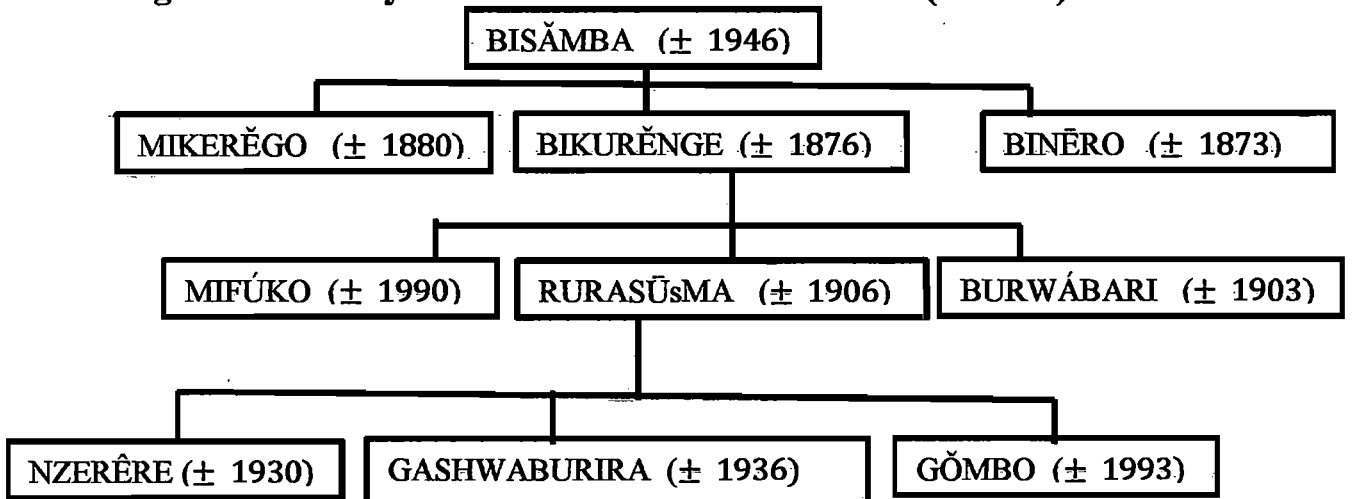 BISĂMBA (± 1946)
MIKERĔGO (± 1880)
BIKURĔNGE (± 1876)
BINĒRO (± 1873)
MIFÚKO (± 1990)
RURASŪsMA (± 1906)
BURWÁBARI (± 1903)
NZERÊRE (± 1930)
GASHWABURIRA (± 1936)
GŎMBO (± 1993)